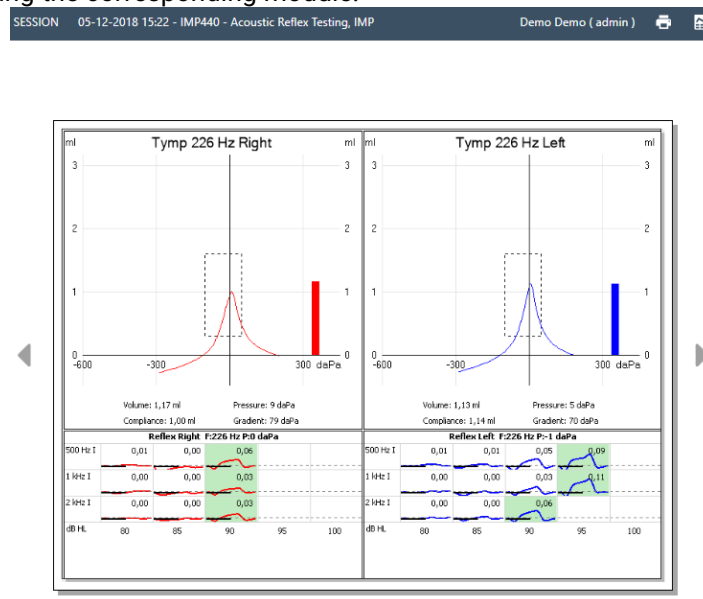 ing the corresponding module.
SESSION 05-12-2018 15:22 - IMP440 - Acoustic Reflex Testing, IMP Demo Demo ( admin )
ml Tymp 226 Hz Right ml Tymp 226 Hz Left ml
3 3 3
2 2 2
1 1 1
0 0 0
-600 -300 300 daPa -600 -300 300 daPa
Volume: 1,17 ml Pressure: 9 daPa Volume: 1,13 ml Pressure: 5 daPa
Compliance: 1,00 ml Gradient: 79 daPa Compliance: 1,14 ml Gradient: 70 daPa
Reflex Right F:226 Hz P:0 daPa Reflex Left F:226 Hz P:-1 daPa
500 Hz I 0,01 0,00 0,06 500 Hz I 0,01 0,01 0,05 0,09
1 kHz I 0,00 0,00 0,03 1 kHz I 0,00 0,00 0,03 0,11
2 kHz I 0,00 0,00 0,03 2 kHz I 0,00 0,00 0,06
dB HL 80 85 90 95 100 dB HL 80 85 90 95 100